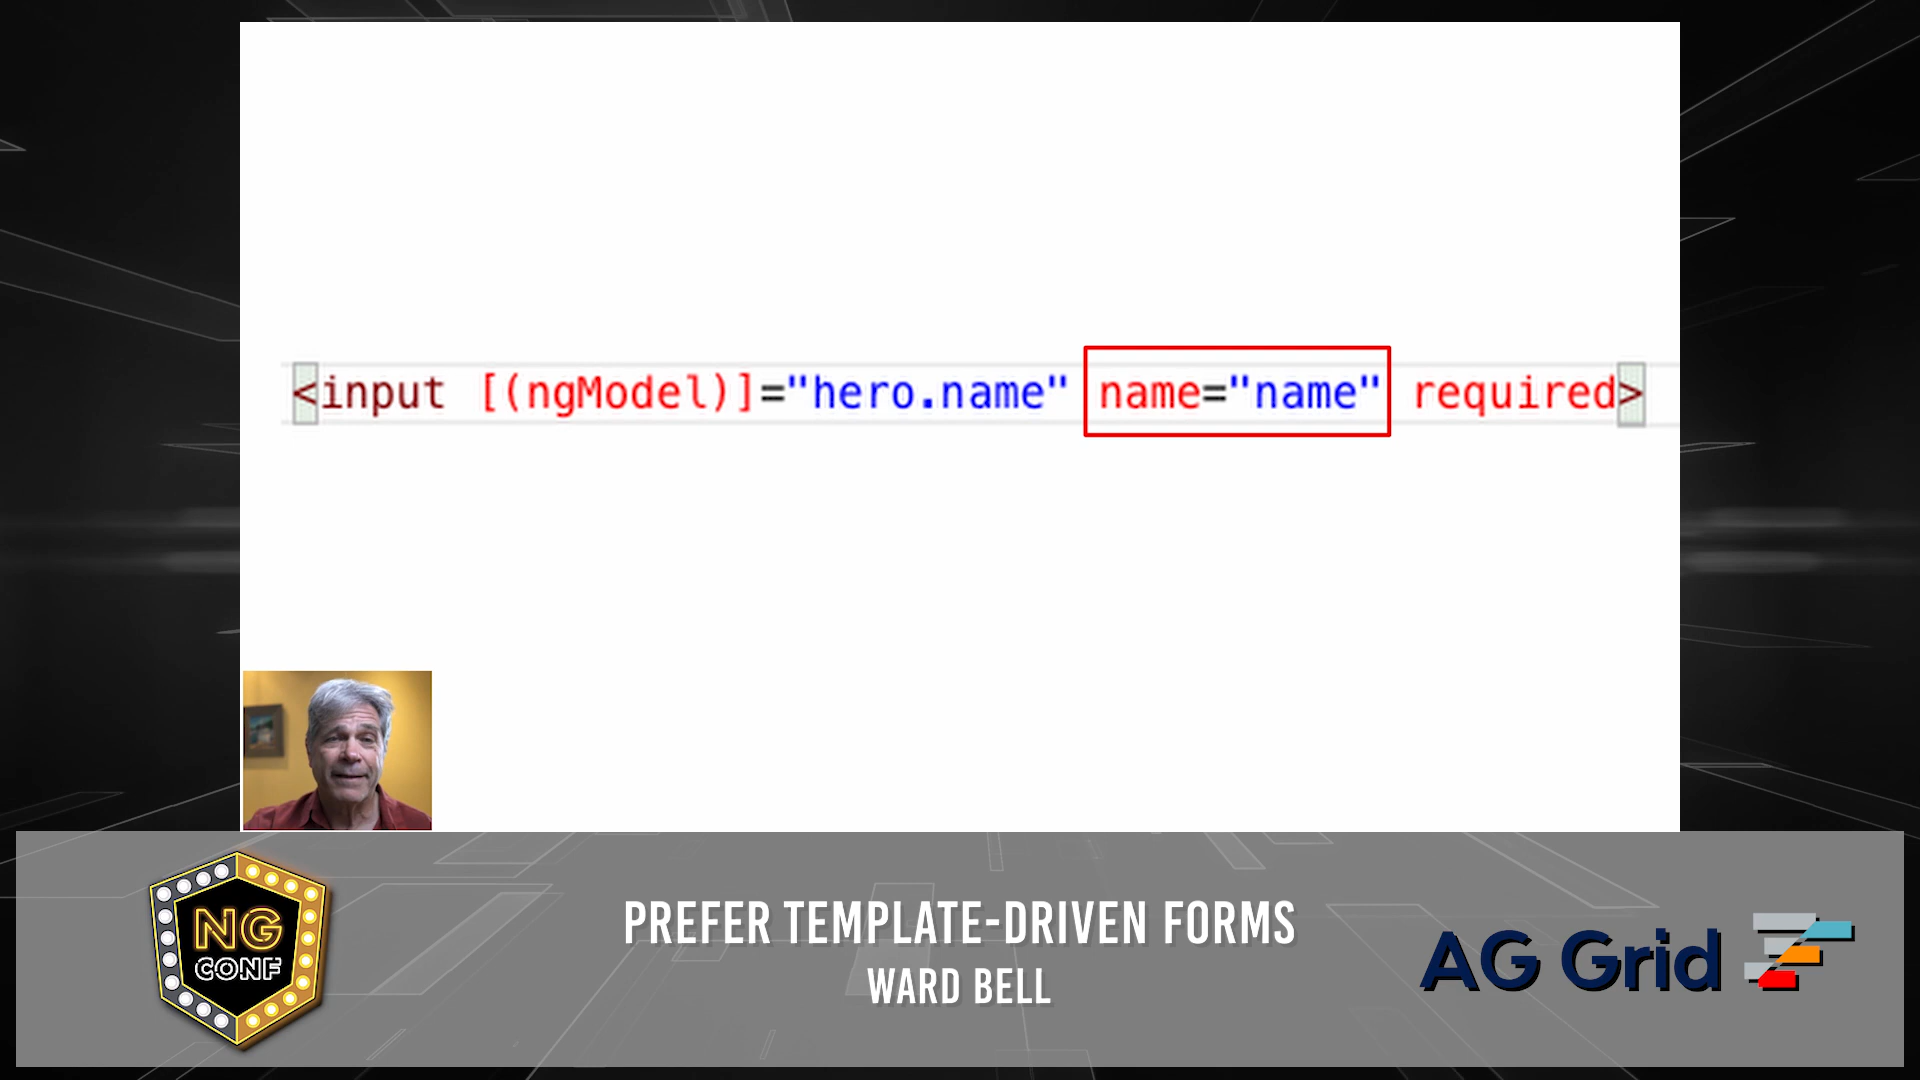 <input [(ngModel)]="hero.name" name="name" required>
NG
CONF
PREFER TEMPLATE-DRIVEN FORMS
WARD BELL
AG Grid